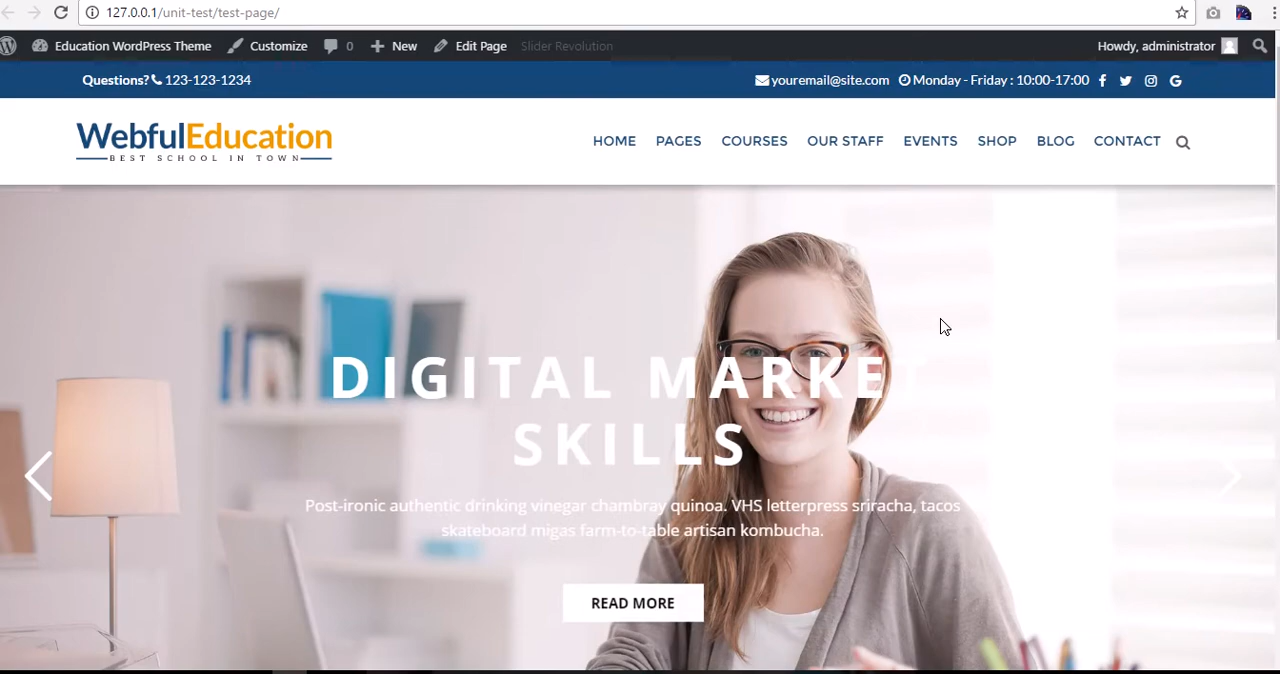 127.0.0.1/unit-test/test-page/
Education WordPress Theme Customize 0 New Edit Page Slider Revolution Howdy, administrator
Questions? 123-123-1234 youremail@site.com Monday - Friday : 10:00-17:00
WebfulEducation
BEST SCHOOL IN TOWN
HOME PAGES COURSES OUR STAFF EVENTS SHOP BLOG CONTACT
DIGITAL MARKET
SKILLS
Post-ironic authentic drinking vinegar chambray quinoa. VHS letterpress sriracha, tacos
skateboard migas farm-to-table artisan kombucha.
READ MORE